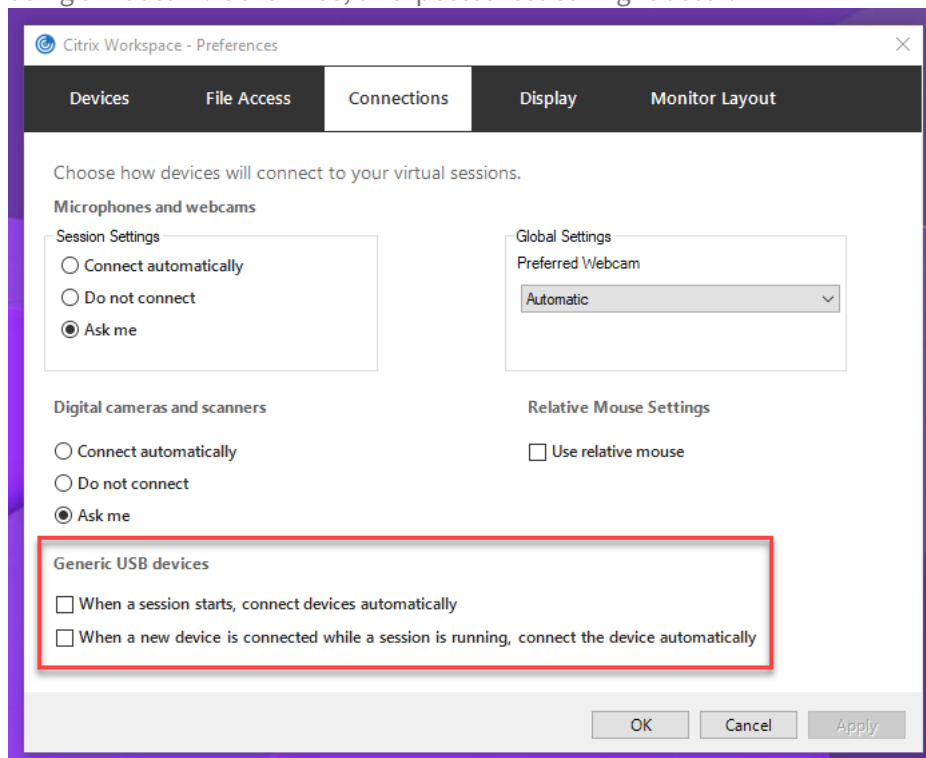 Citrix Workspace - Preferences
Devices File Access Connections Display Monitor Layout
Choose how devices will connect to your virtual sessions.
Microphones and webcams
Session Settings
Connect automatically
Do not connect
Ask me
Global Settings
Preferred Webcam
Automatic
Digital cameras and scanners
Connect automatically
Do not connect
Ask me
Relative Mouse Settings
Use relative mouse
Generic USB devices
When a session starts, connect devices automatically
When a new device is connected while a session is running, connect the device automatically
OK Cancel Apply